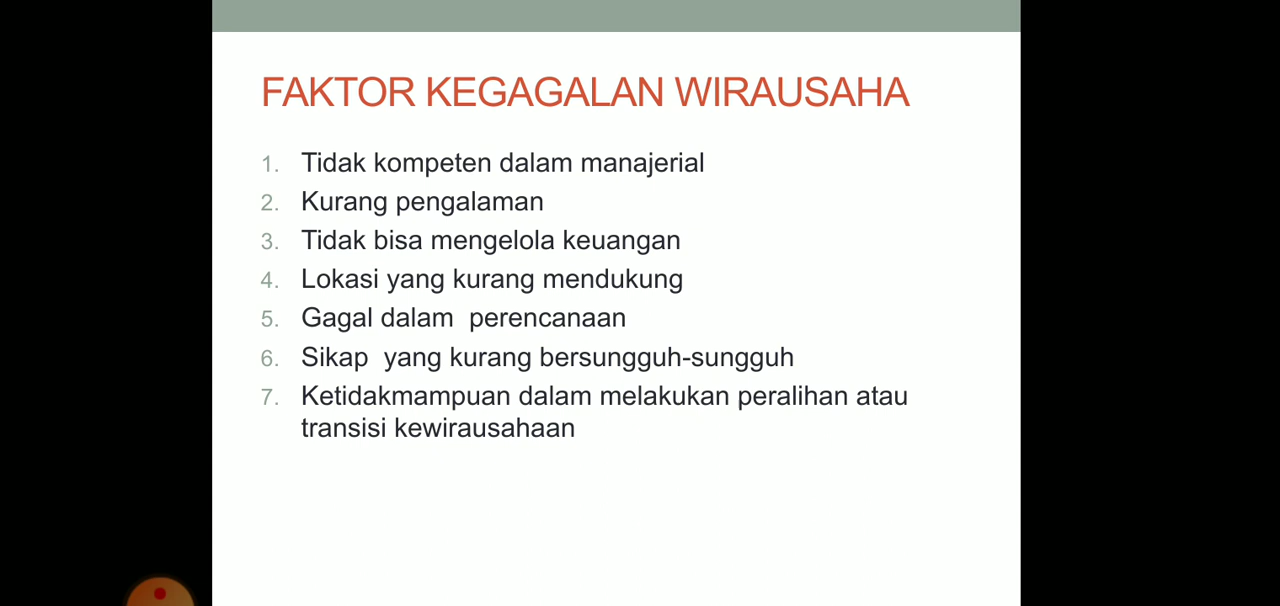 FAKTOR KEGAGALAN WIRAUSAHA
1. Tidak kompeten dalam manajerial
2. Kurang pengalaman
3. Tidak bisa mengelola keuangan
4. Lokasi yang kurang mendukung
5. Gagal dalam  perencanaan
6. Sikap  yang kurang bersungguh-sungguh
7. Ketidakmampuan dalam melakukan peralihan atau
transisi kewirausahaan